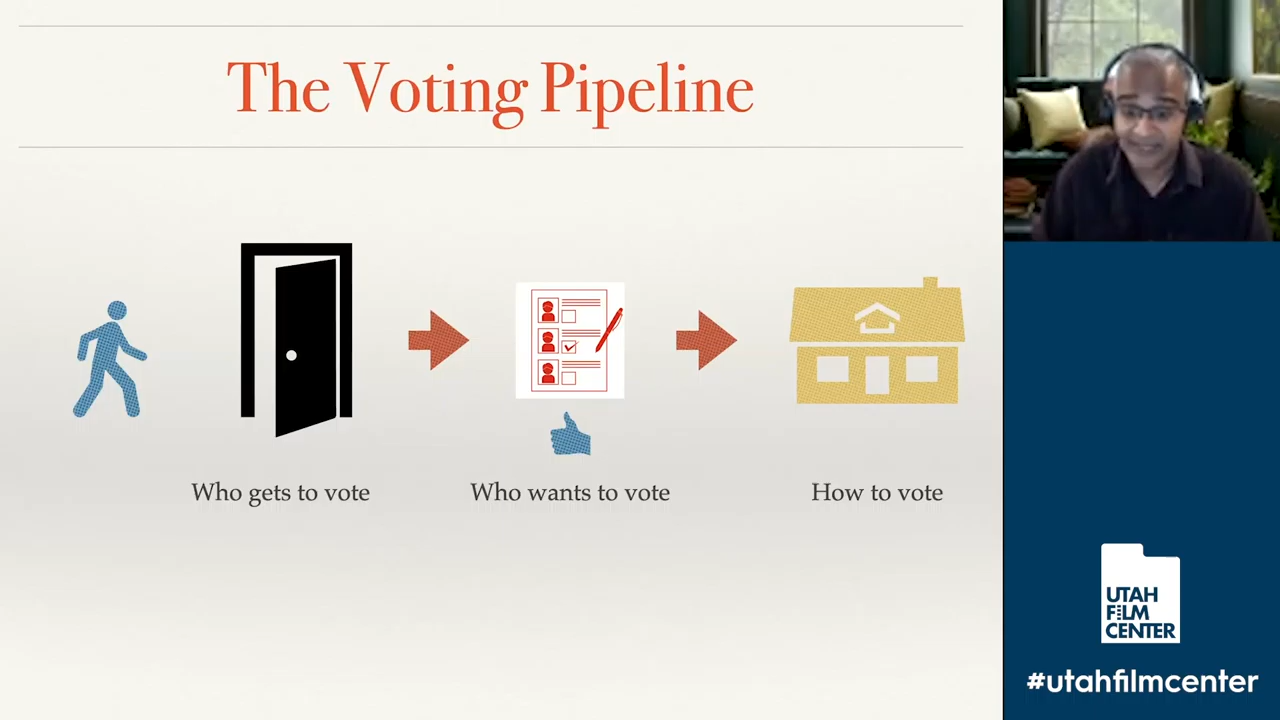 The Voting Pipeline
Who gets to vote
Who wants to vote
How to vote
UTAH
FILM
CENTER
#utahfilmcenter